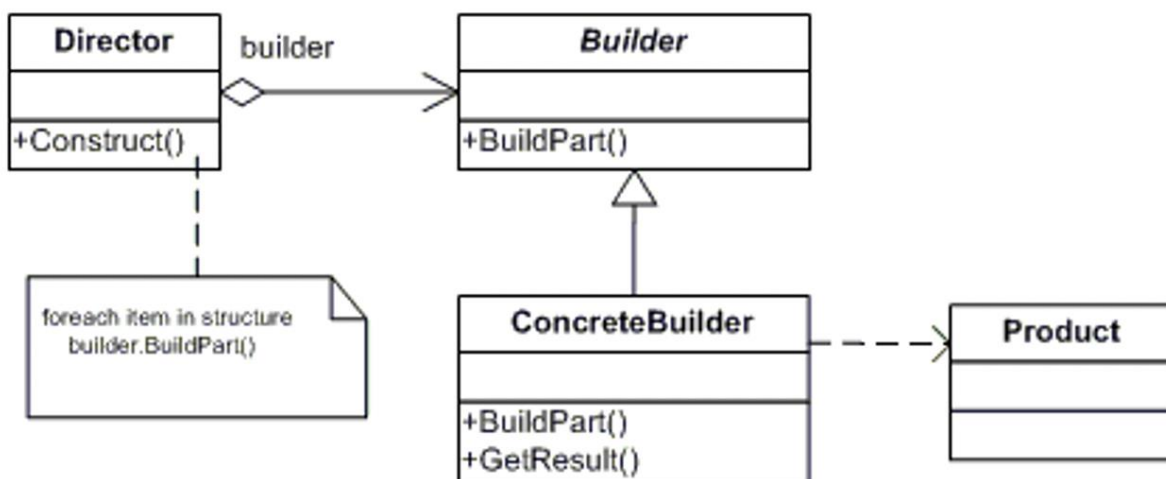 Director
builder
Builder
+Construct()
+BuildPart()
foreach item in structure
builder.BuildPart()
ConcreteBuilder
Product
+BuildPart()
+GetResult()